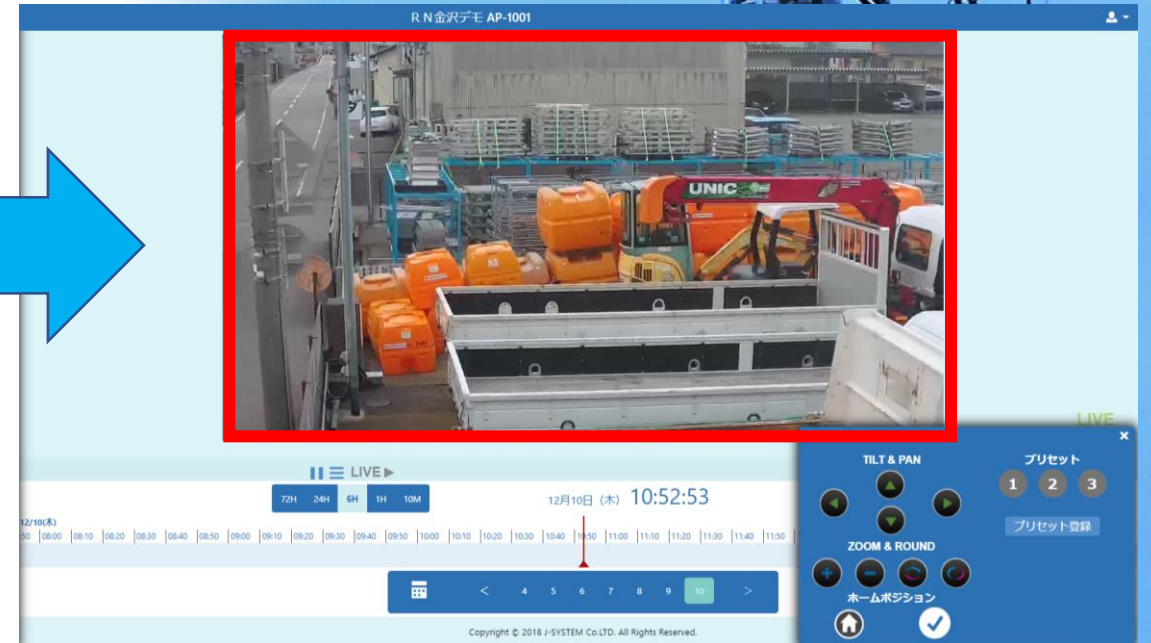 R N 金沢デモ AP-1001
UNIC
LIVE
×
LIVE
TILT & PAN
プリセット
1 2 3
プリセット登録
ZOOM & ROUND
ホームポジション
72H 24H 6H 1H 10M
12月10日 (木) 10:52:53
12/10(木)
:50 08:00 08:10 08:20 08:30 08:40 08:50 09:00 09:10 09:20 09:30 09:40 09:50 10:00 10:10 10:20 10:30 10:40 10:50 11:00 11:10 11:20 11:30 11:40 11:50
< 4 5 6 7 8 9 10 >
Copyright © 2018 J-SYSTEM Co.LTD. All Rights Reserved.